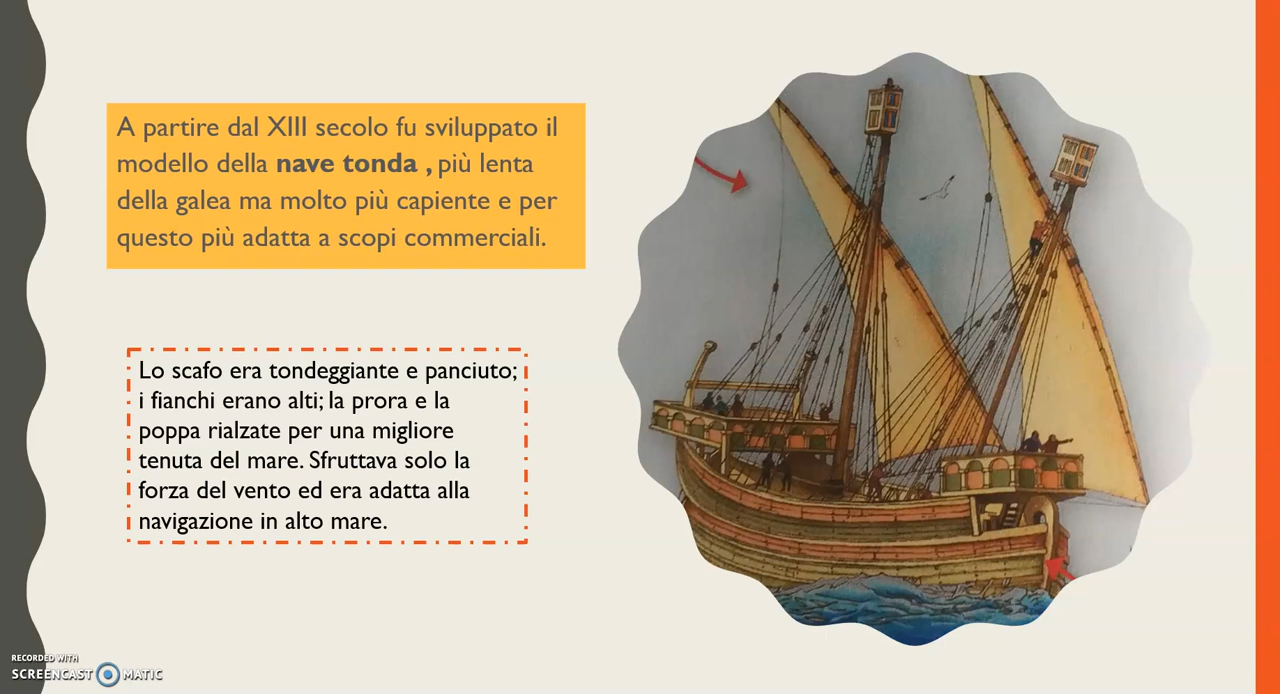 A partire dal XIII secolo fu sviluppato il
modello della nave tonda , più lenta
della galea ma molto più capiente e per
questo più adatta a scopi commerciali.
Lo scafo era tondeggiante e panciuto;
i fianchi erano alti; la prora e la
poppa rialzate per una migliore
tenuta del mare. Sfruttava solo la
forza del vento ed era adatta alla
navigazione in alto mare.
RECORDED WITH
SCREENCAST MATIC